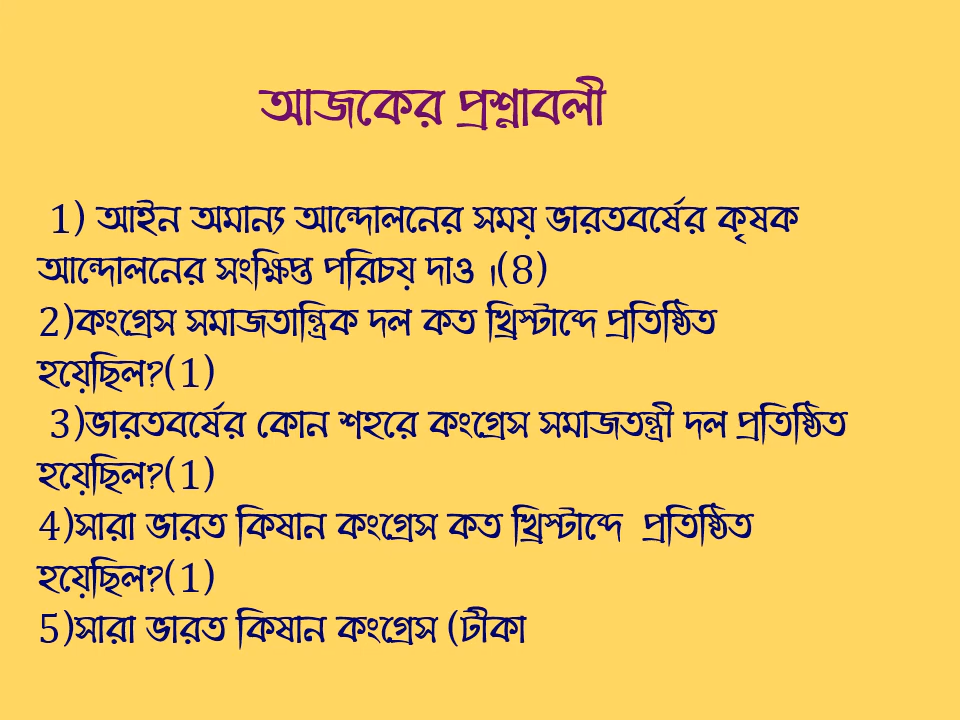 আজকের প্রশ্নাবলী
1) আইন অমান্য আন্দোলনের সময় ভারতবর্ষের কৃষক
আন্দোলনের সংক্ষিপ্ত পরিচয় দাও ।(8)
2)কংগ্রেস সমাজতান্ত্রিক দল কত খ্রিস্টাব্দে প্রতিষ্ঠিত
হয়েছিল?(1)
3)ভারতবর্ষের কোন শহরে কংগ্রেস সমাজতন্ত্রী দল প্রতিষ্ঠিত
হয়েছিল?(1)
4)সারা ভারত কিষান কংগ্রেস কত খ্রিস্টাব্দে প্রতিষ্ঠিত
হয়েছিল?(1)
5)সারা ভারত কিষান কংগ্রেস (টীকা